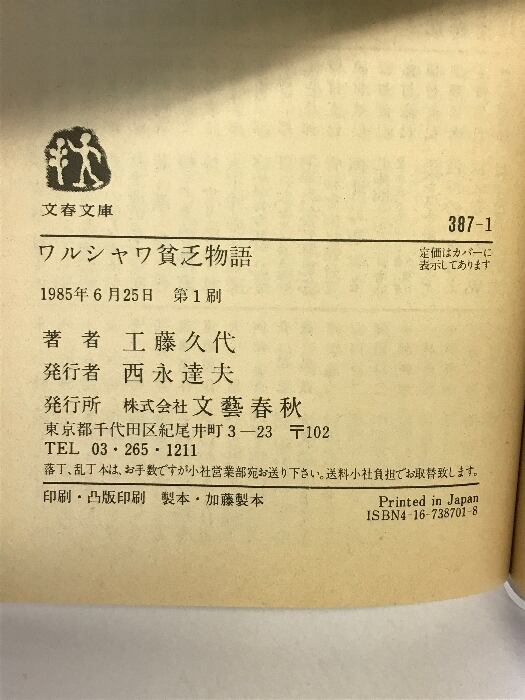 文春文庫
387-1
ワルシャワ貧乏物語
定価はカバーに
表示してあります
1985年6月25日 第1刷
著 者 工藤久代
発行者 西永達夫
発行所 株式会社 文藝春秋
東京都千代田区紀尾井町3—23 〒102
TEL 03・265・1211
落丁、乱丁本は、お手数ですが小社営業部宛お送り下さい。送料小社負担でお取替致します。
印刷・凸版印刷 製本・加藤製本
Printed in Japan
ISBN4-16-738701-8